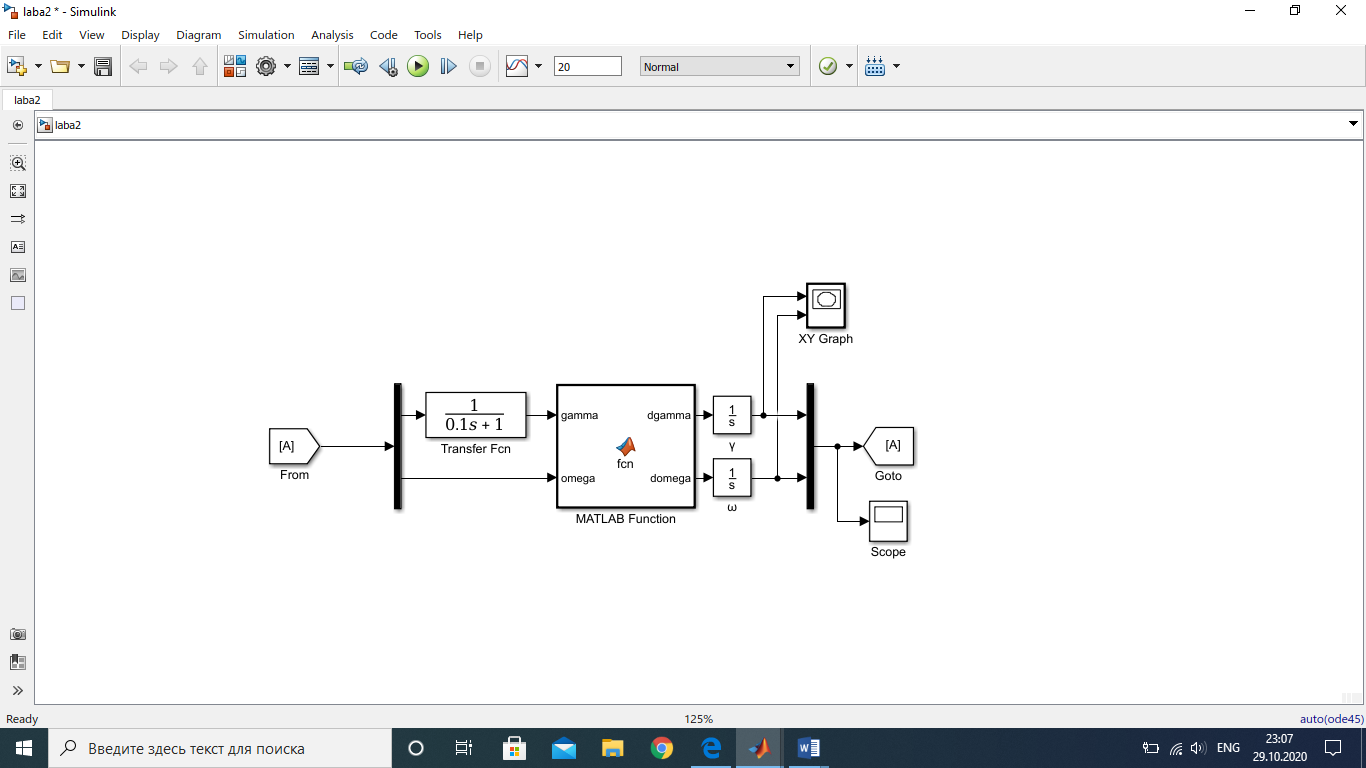 laba2 * - Simulink
File Edit View Display Diagram Simulation Analysis Code Tools Help
20 Normal
laba2
laba2
XY Graph
[A]
From
1
0.1s + 1
Transfer Fcn
gamma dgamma
fcn
omega domega
MATLAB Function
1
s
γ
1
s
ω
[A]
Goto
Scope
Ready 125% auto(ode45)
Введите здесь текст для поиска
ENG
23:07
29.10.2020